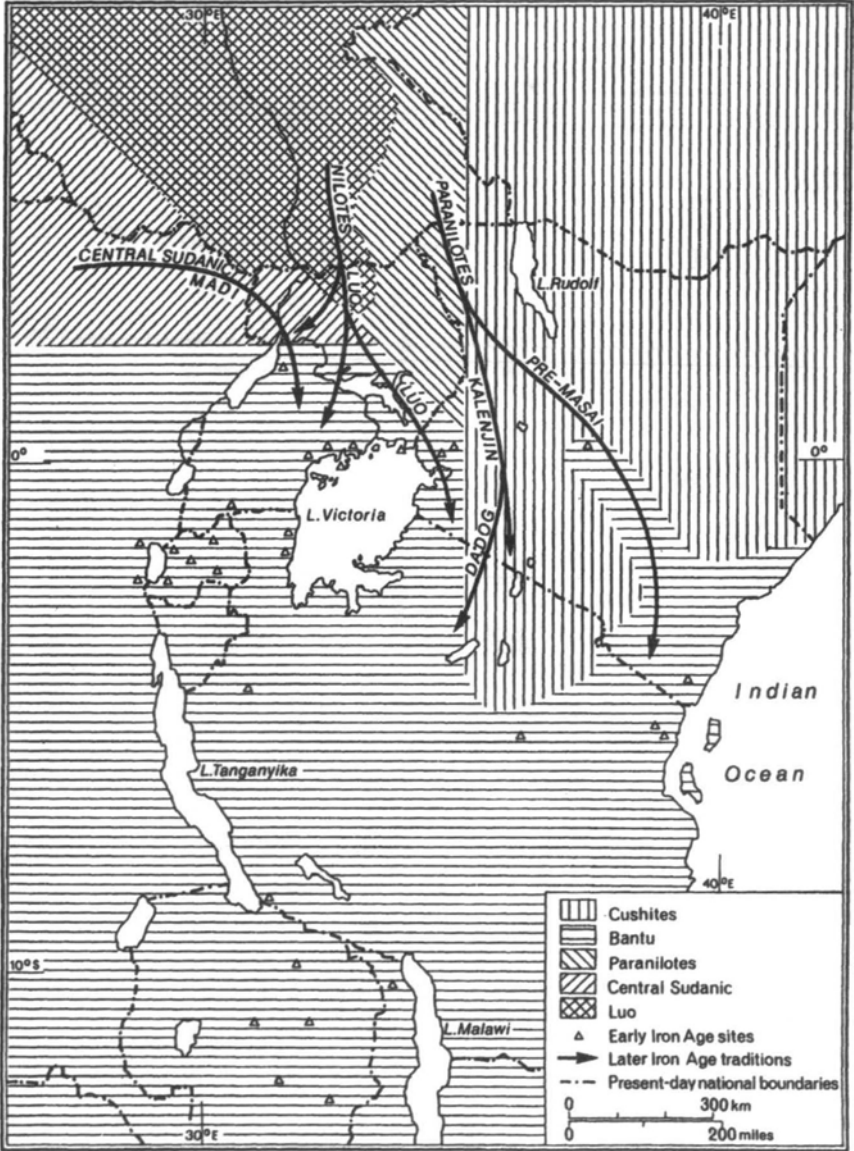 30°E
40°E
NILOTES
PARANILOTES
CENTRAL SUDANIC
MADI
LUO
L.Rudolf
PRE-MASAI
LUO
KALENJIN
0°
0°
L.Victoria
DADOG
Indian
Ocean
L.Tanganyika
40°E
10°S
L.Malawi
30°E
Cushites
Bantu
Paranilotes
Central Sudanic
Luo
Early Iron Age sites
Later Iron Age traditions
Present-day national boundaries
0 300 km
0 200 miles